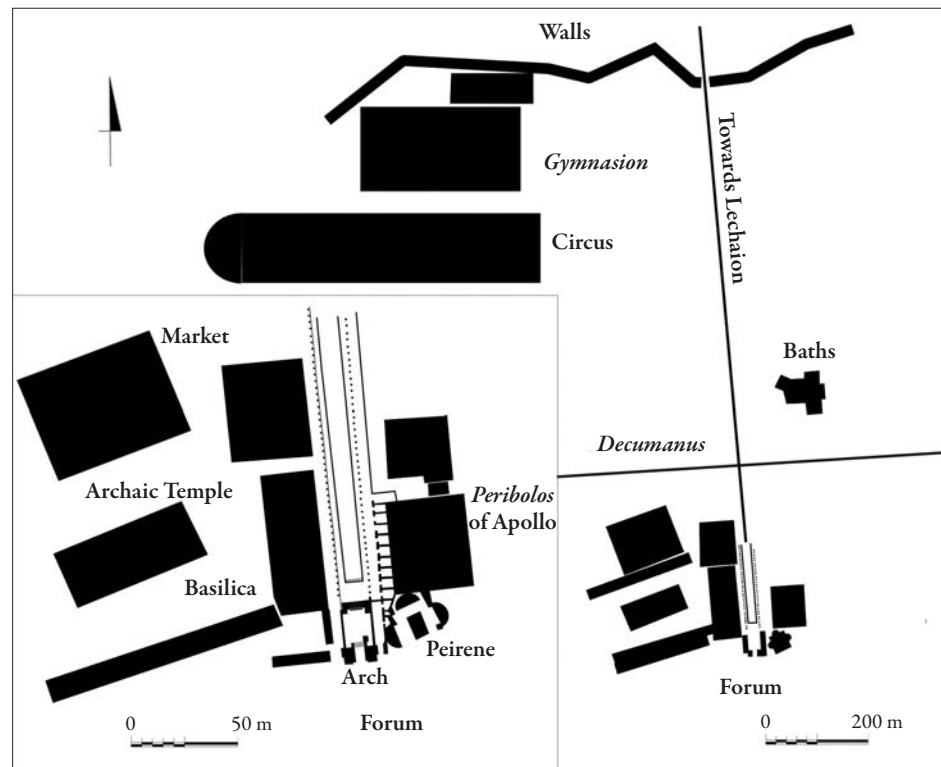 Walls
Gymnasion
Towards Lechaion
Circus
Market
Baths
Decumanus
Archaic Temple
Peribolos
of Apollo
Basilica
Peirene
Arch
Forum
Forum
0 50 m
0 200 m